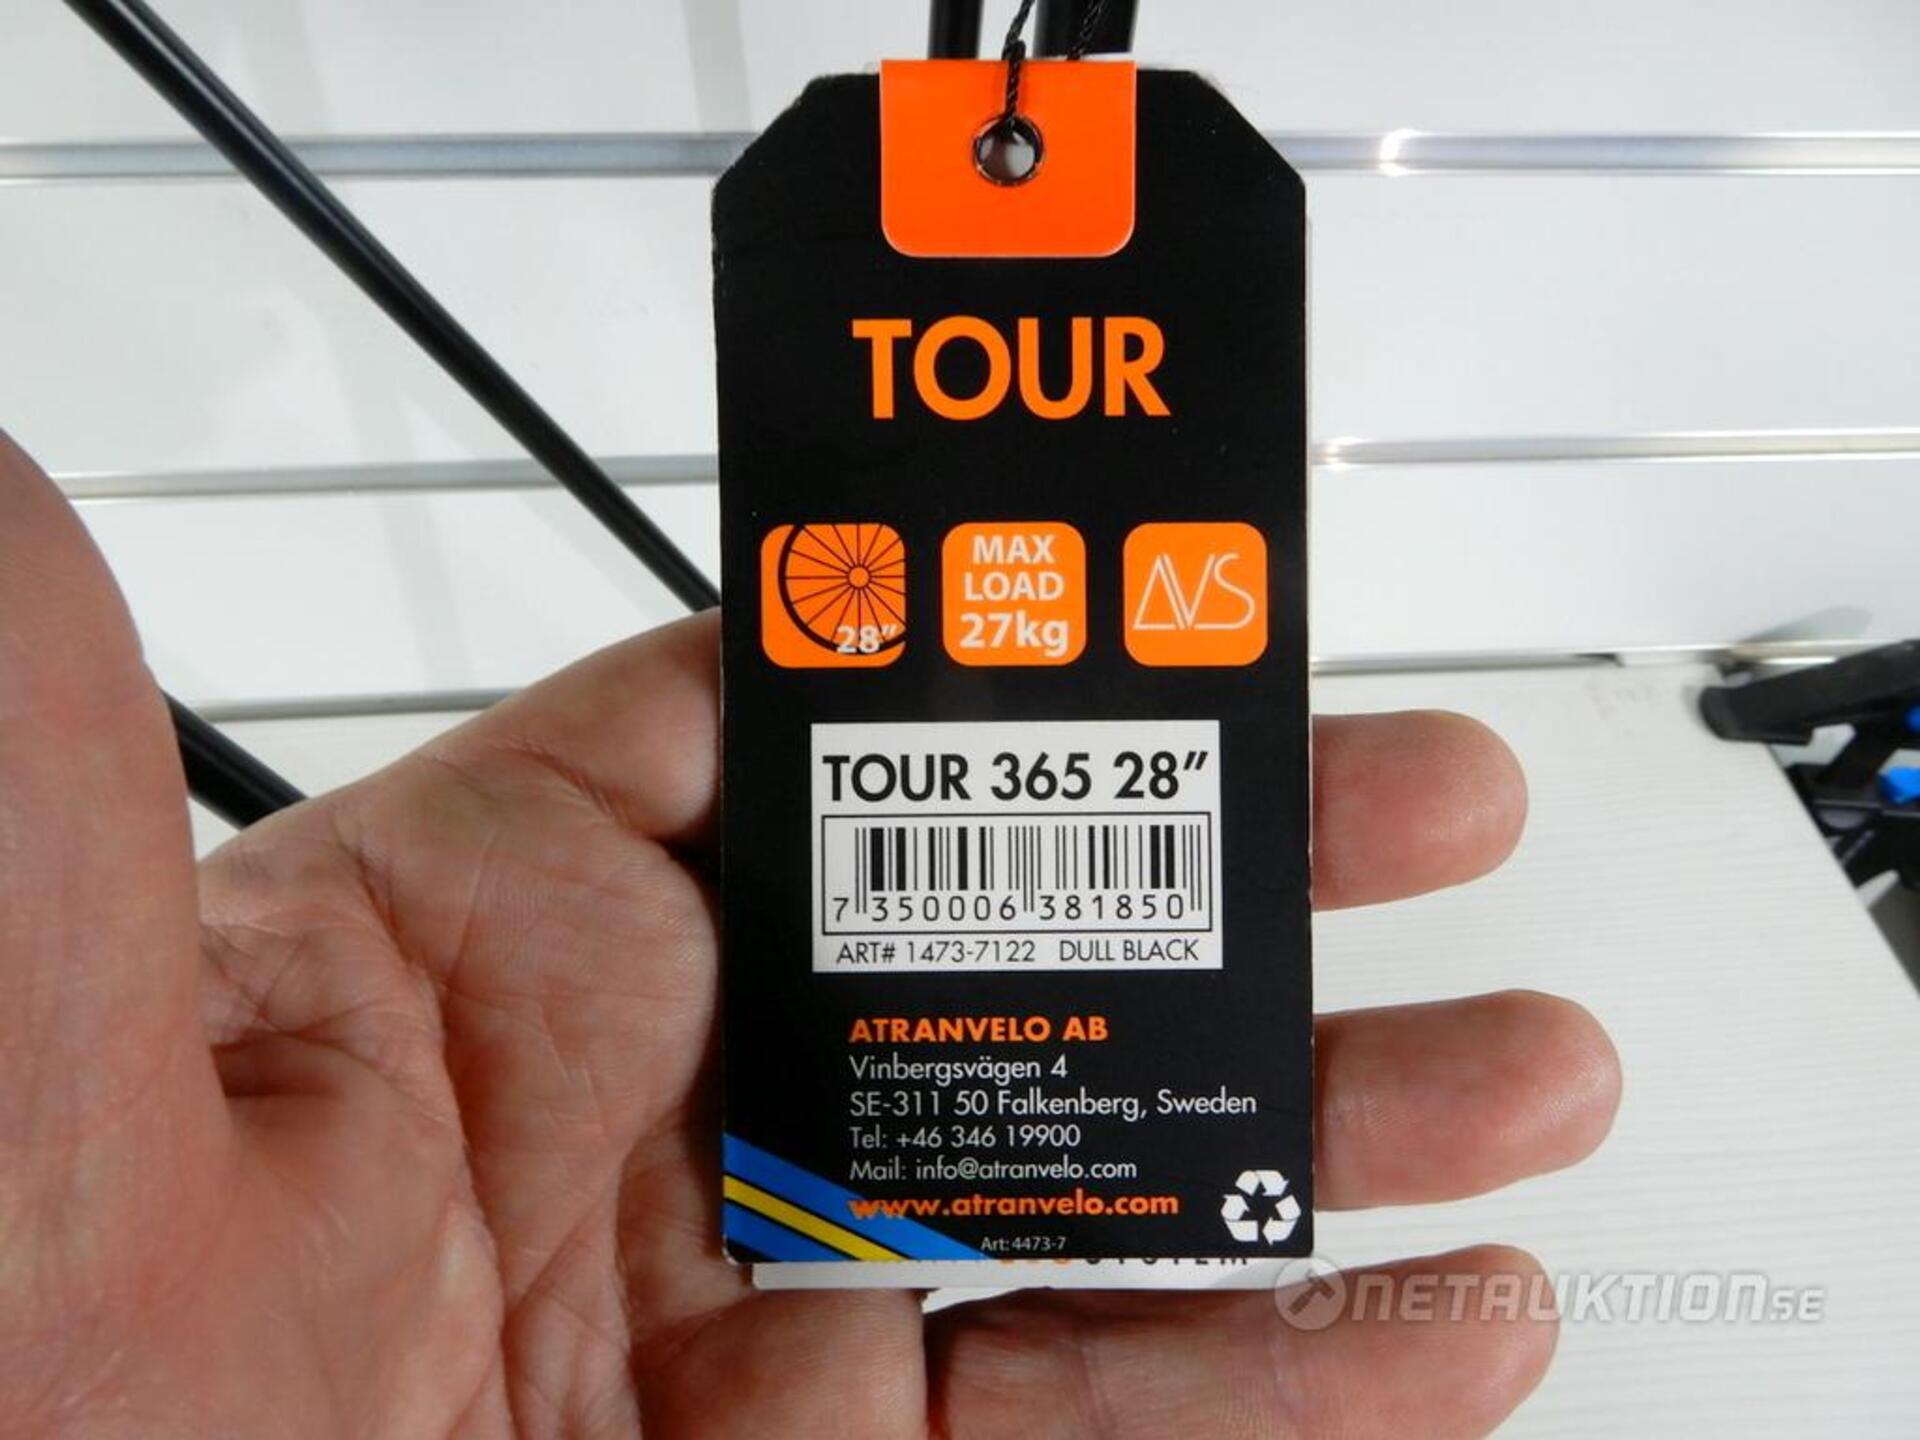 TOUR
28"
MAX
LOAD
27kg
AVS
TOUR 365 28"
7 350006 381850
ART# 1473-7122 DULL BLACK
ATRANVELO AB
Vinbergsvägen 4
SE-311 50 Falkenberg, Sweden
Tel: +46 346 19900
Mail: info@atranvelo.com
www.atranvelo.com
Art: 4473-7
NETAUKTION.SE